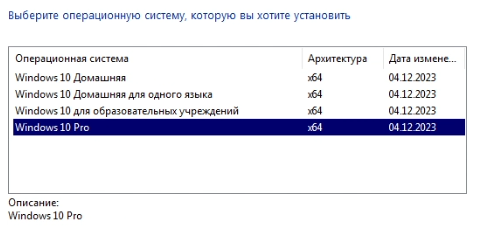 Выберите операционную систему, которую вы хотите установить
Операционная система Архитектура Дата измене...
Windows 10 Домашняя x64 04.12.2023
Windows 10 Домашняя для одного языка x64 04.12.2023
Windows 10 для образовательных учреждений x64 04.12.2023
Windows 10 Pro x64 04.12.2023
Описание:
Windows 10 Pro